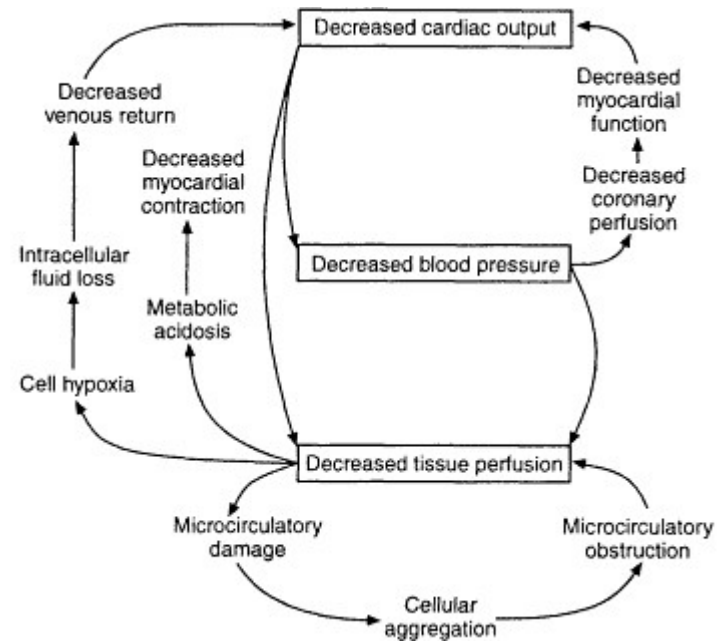 Decreased cardiac output
Decreased
venous return
Decreased
myocardial
function
Decreased
myocardial
contraction
Decreased
coronary
perfusion
Intracellular
fluid loss
Decreased blood pressure
Metabolic
acidosis
Cell hypoxia
Decreased tissue perfusion
Microcirculatory
damage
Microcirculatory
obstruction
Cellular
aggregation